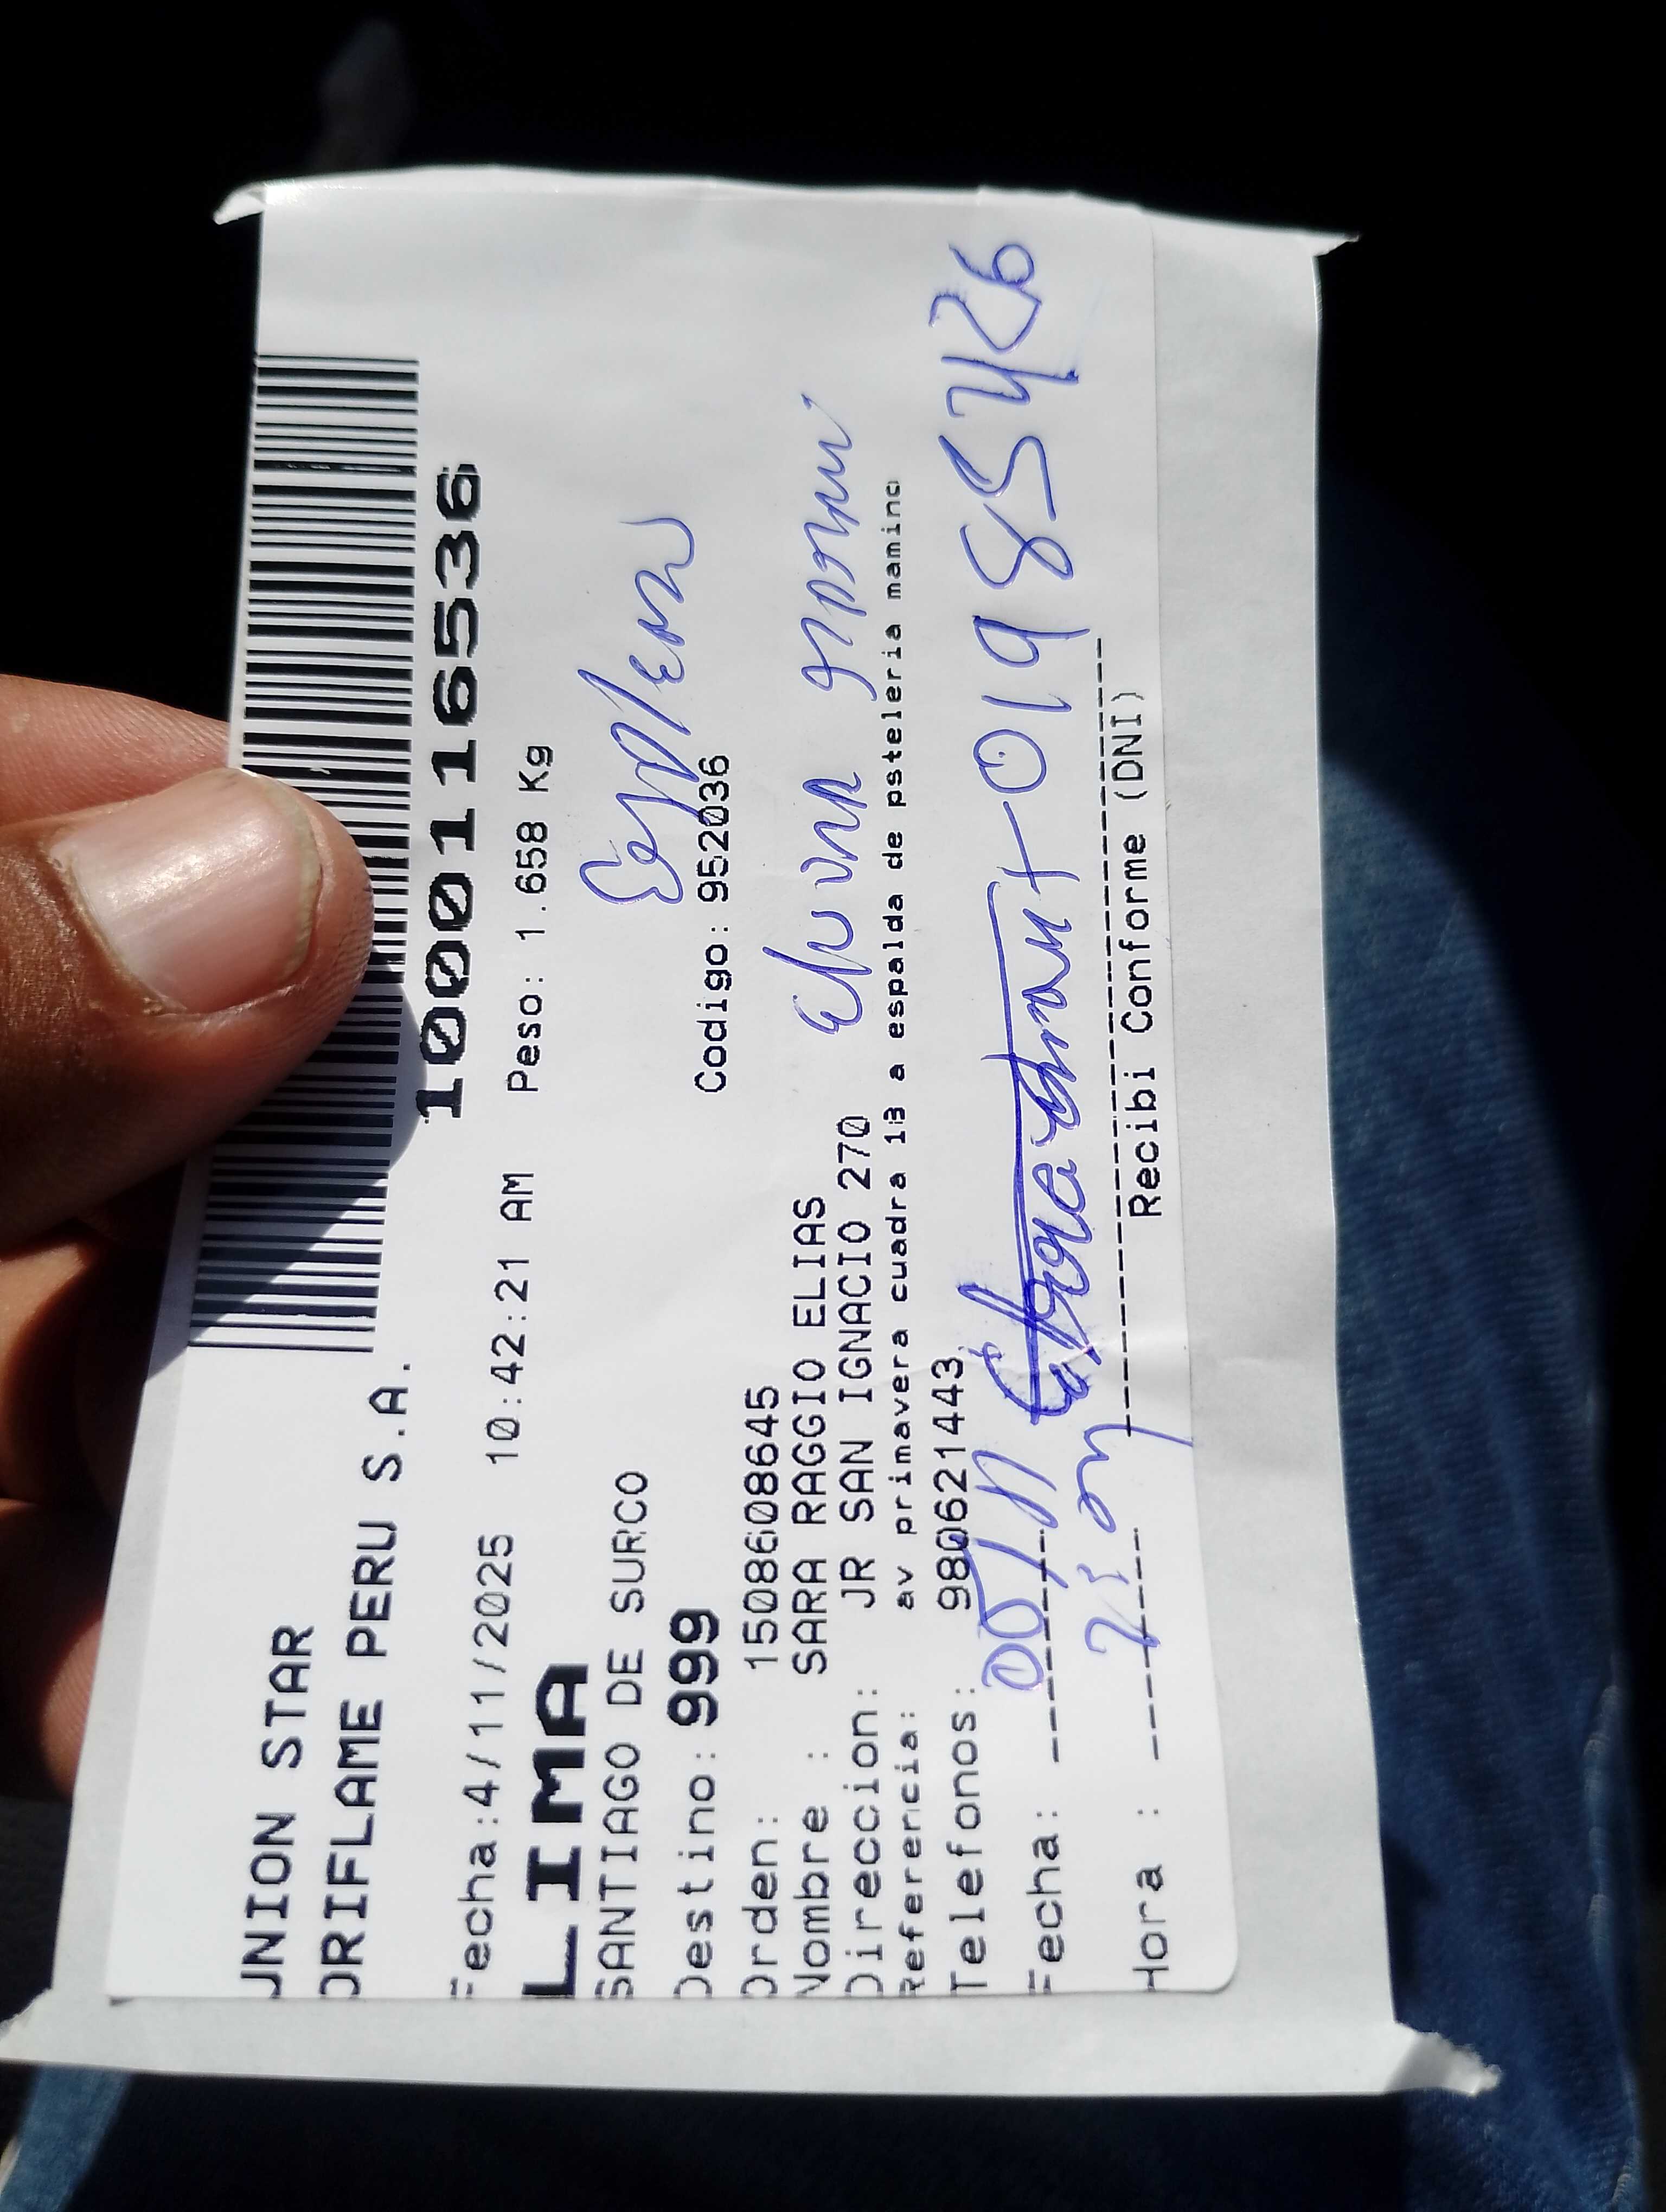 UNION STAR
ORIFLAME PERU S.A.
1000116536
Fecha:4/11/2025 10:42:21 AM Peso: 1.658 Kg
LIMA
SANTIAGO DE SURCO
Destino: 999 Codigo: 952036
Orden: 1508608645
Nombre : SARA RAGGIO ELIAS
Direccion: JR SAN IGNACIO 270
Referencia: av primavera cuadra 13 a espalda de psteleria mamino
Telefonos: 980621443
Fecha:
Hora :
Recibi Conforme (DNI)